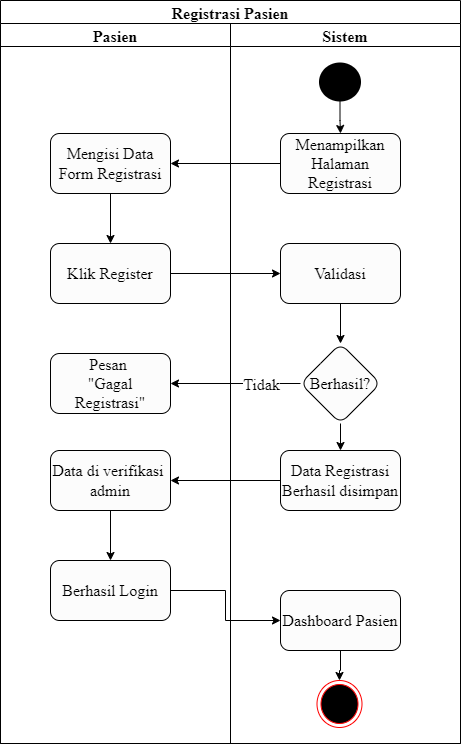 Registrasi Pasien
Pasien
Sistem
Menampilkan
Halaman
Registrasi
Mengisi Data
Form Registrasi
Klik Register
Validasi
Berhasil?
Tidak
Pesan
"Gagal
Registrasi"
Data Registrasi
Berhasil disimpan
Data di verifikasi
admin
Berhasil Login
Dashboard Pasien